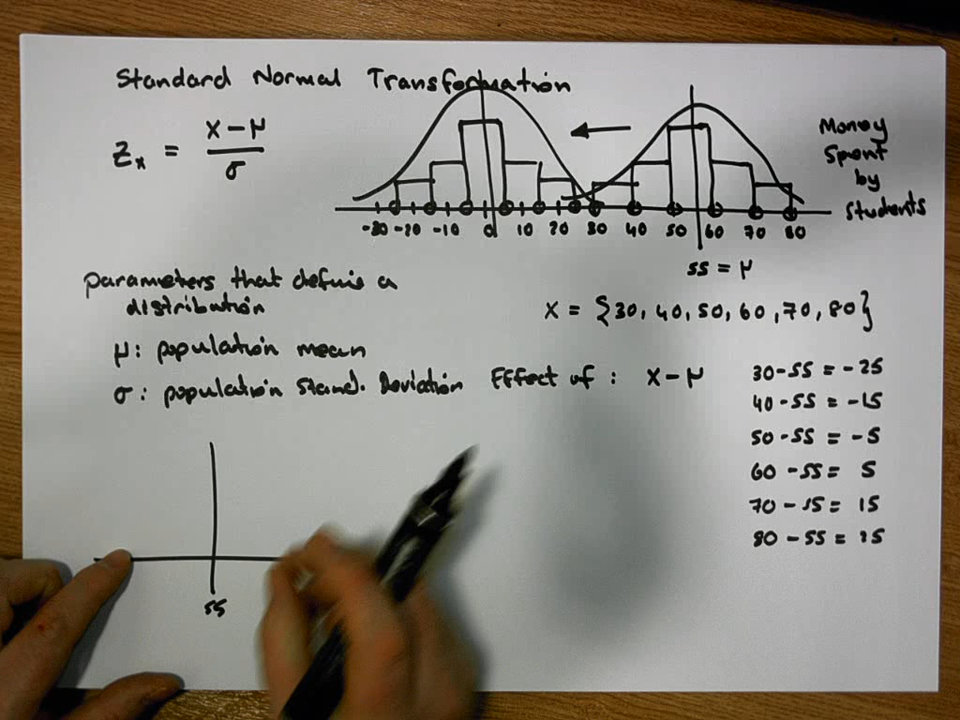 Standard Normal Transformation
Zx = x-μ
σ
Money
Spent
by
Students
-30 -20 -10 0 10 20 30 40 50 60 70 80
55 = μ
parameters that define a
distribution
x = {30, 40, 50, 60, 70, 80}
μ: population mean
σ: population Stand. Deviation
Effect of : x-μ
30-55 = -25
40-55 = -15
50-55 = -5
60-55 = 5
70-55 = 15
80-55 = 25
55